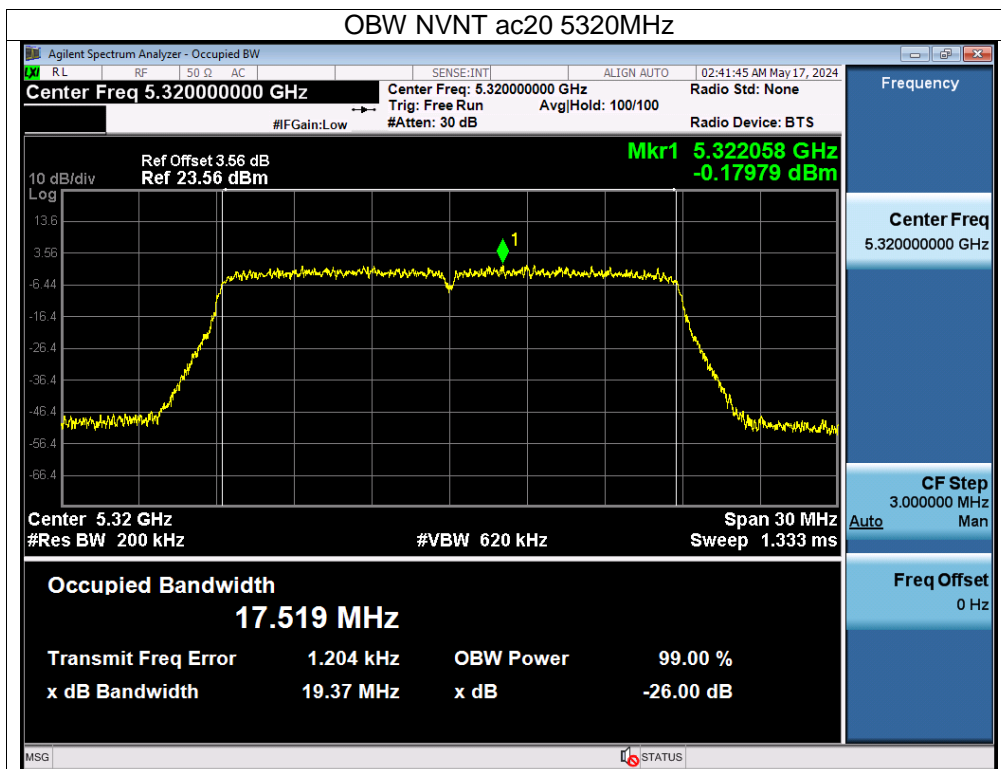 OBW NVNT ac20 5320MHz
Agilent Spectrum Analyzer - Occupied BW
LXI RL RF 50 Ω AC SENSE:INT ALIGN AUTO 02:41:45 AM May 17, 2024
Center Freq 5.320000000 GHz Center Freq: 5.320000000 GHz Radio Std: None
Trig: Free Run Avg|Hold: 100/100
#IFGain:Low #Atten: 30 dB Radio Device: BTS
Frequency
Mkr1 5.322058 GHz
-0.17979 dBm
Ref Offset 3.56 dB
10 dB/div Ref 23.56 dBm
Log
13.6
3.56
-6.44
-16.4
-26.4
-36.4
-46.4
-56.4
-66.4
1
Center 5.32 GHz Span 30 MHz
#Res BW 200 kHz #VBW 620 kHz Sweep 1.333 ms
Center Freq
5.320000000 GHz
CF Step
3.000000 MHz
Auto Man
Freq Offset
0 Hz
Occupied Bandwidth
17.519 MHz
Transmit Freq Error 1.204 kHz OBW Power 99.00 %
x dB Bandwidth 19.37 MHz x dB -26.00 dB
MSG STATUS